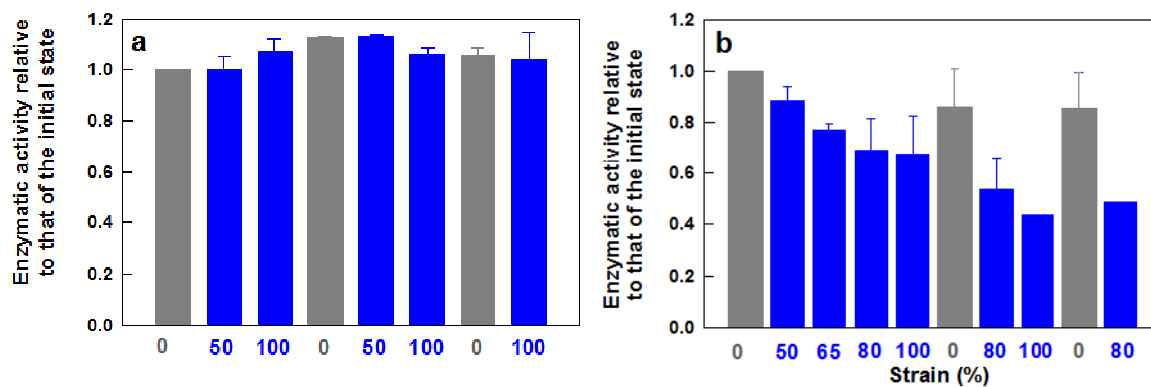 Enzymatic activity relative
to that of the initial state
a
1.2
1.0
0.8
0.6
0.4
0.2
0.0
0 50 100 0 50 100 0 100
Enzymatic activity relative
to that of the initial state
b
1.2
1.0
0.8
0.6
0.4
0.2
0.0
0 50 65 80 100 0 80 100 0 80
Strain (%)